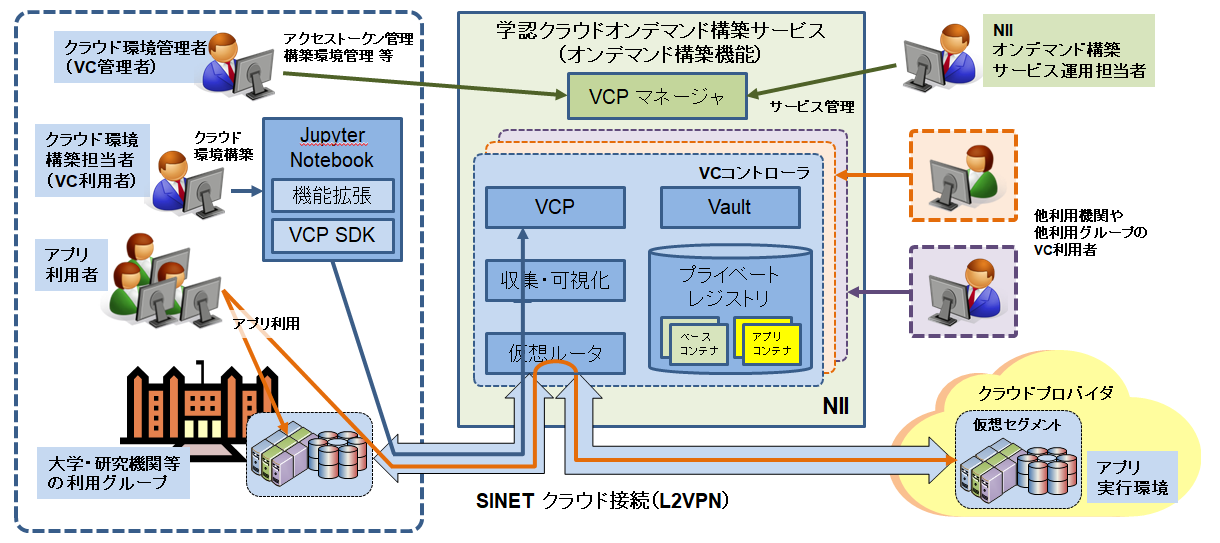 クラウド環境管理者
（VC管理者）
アクセストークン管理
構築環境管理 等
学認クラウドオンデマンド構築サービス
（オンデマンド構築機能）
VCP マネージャ
NII
オンデマンド構築
サービス運用担当者
サービス管理
クラウド環境
構築担当者
（VC利用者）
クラウド
環境構築
Jupyter
Notebook
機能拡張
VCP SDK
VCコントローラ
VCP
Vault
収集・可視化
仮想ルータ
プライベート
レジストリ
ベース
コンテナ
アプリ
コンテナ
NII
他利用機関や
他利用グループの
VC利用者
アプリ
利用者
アプリ利用
大学・研究機関等
の利用グループ
SINET クラウド接続（L2VPN）
クラウドプロバイダ
仮想セグメント
アプリ
実行環境